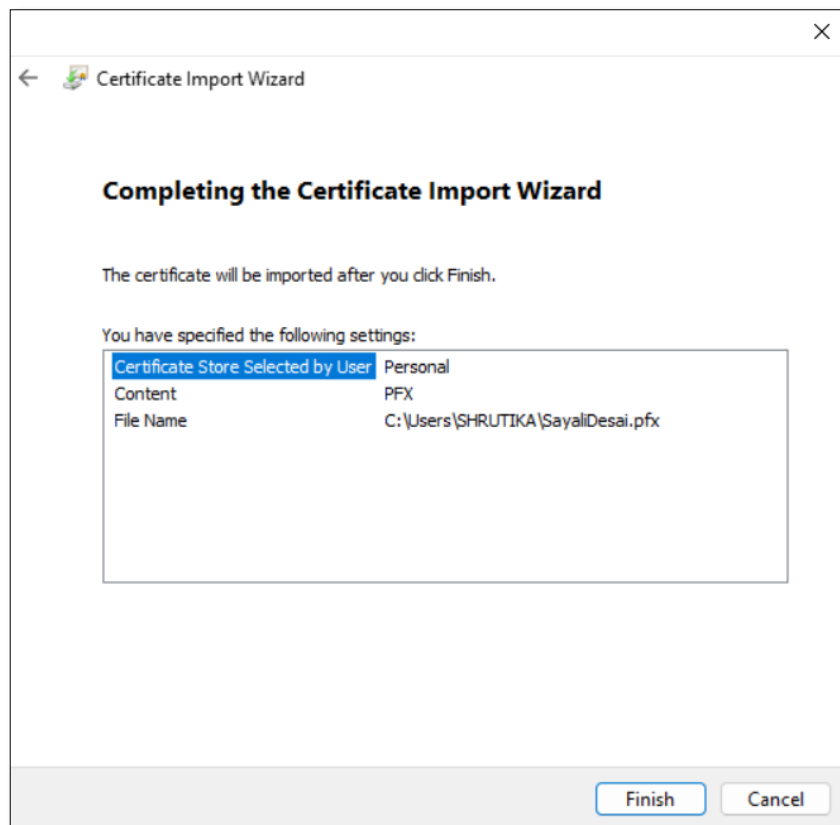 Certificate Import Wizard
Completing the Certificate Import Wizard
The certificate will be imported after you click Finish.
You have specified the following settings:
Certificate Store Selected by User Personal
Content PFX
File Name C:\Users\SHRUTIKA\SayaliDesai.pfx
Finish Cancel